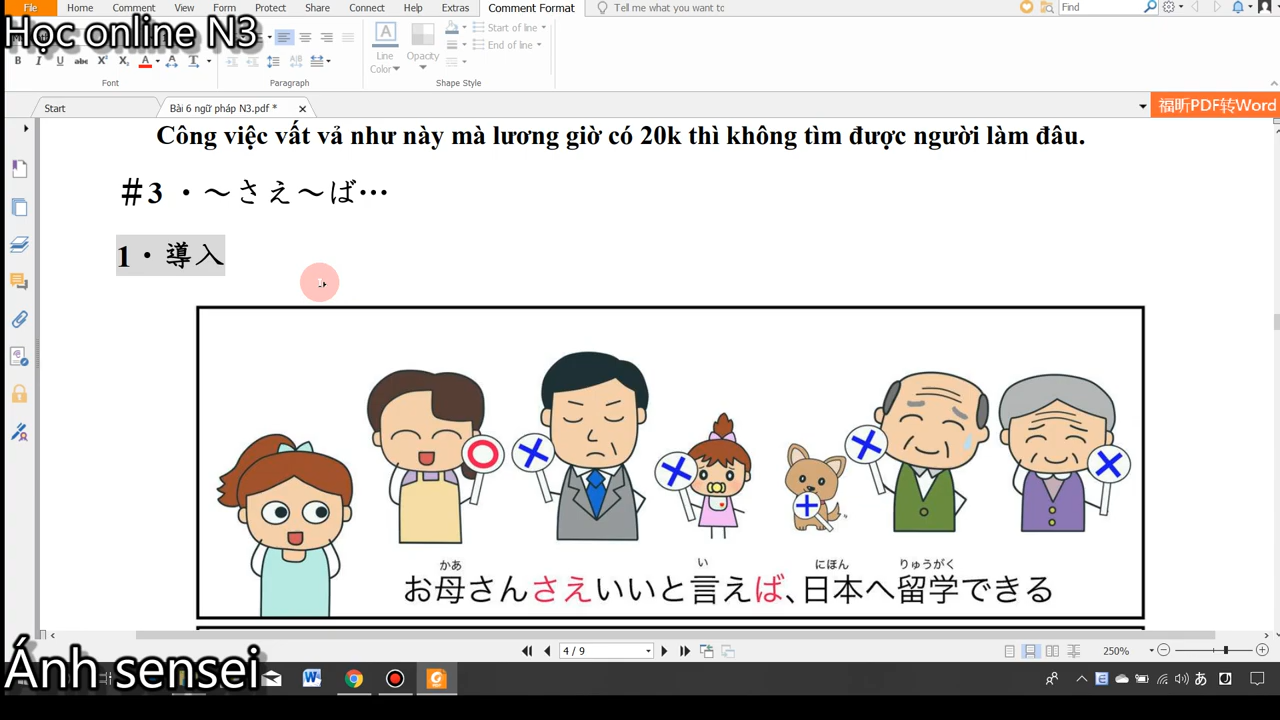 File Home Comment View Form Protect Share Connect Help Extras Comment Format Tell me what you want tc Find
Học online N3
Start of line
End of line
Line Color
Opacity
Font Paragraph Shape Style
Start Bài 6 ngữ pháp N3.pdf *
福昕PDF转Word
Công việc vất vả như này mà lương giờ có 20k thì không tìm được người làm đâu.
＃3 ・～さえ～ば…
1・導入
かあ い にほん りゅうがく
お母さんさえいいと言えば、日本へ留学できる
4 / 9
250%
Ánh sensei
あ